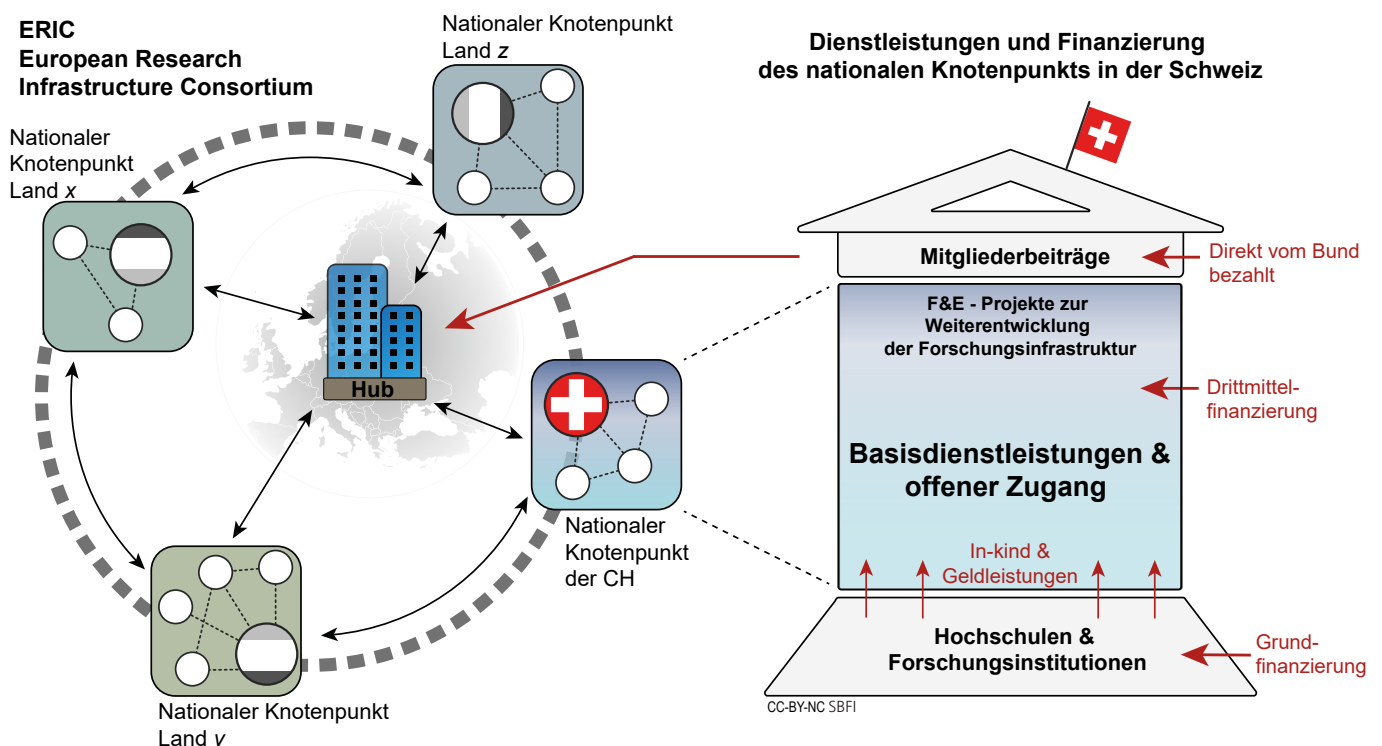 ERIC
European Research
Infrastructure Consortium
Nationaler Knotenpunkt
Land z
Nationaler
Knotenpunkt
Land x
Hub
Nationaler
Knotenpunkt
der CH
Nationaler Knotenpunkt
Land y
Dienstleistungen und Finanzierung
des nationalen Knotenpunkts in der Schweiz
Mitgliederbeiträge
Direkt vom Bund
bezahlt
F&E - Projekte zur
Weiterentwicklung
der Forschungsinfrastruktur
Drittmittel-
finanzierung
Basisdienstleistungen &
offener Zugang
In-kind &
Geldleistungen
Hochschulen &
Forschungsinstitutionen
Grund-
finanzierung
CC-BY-NC SBFI